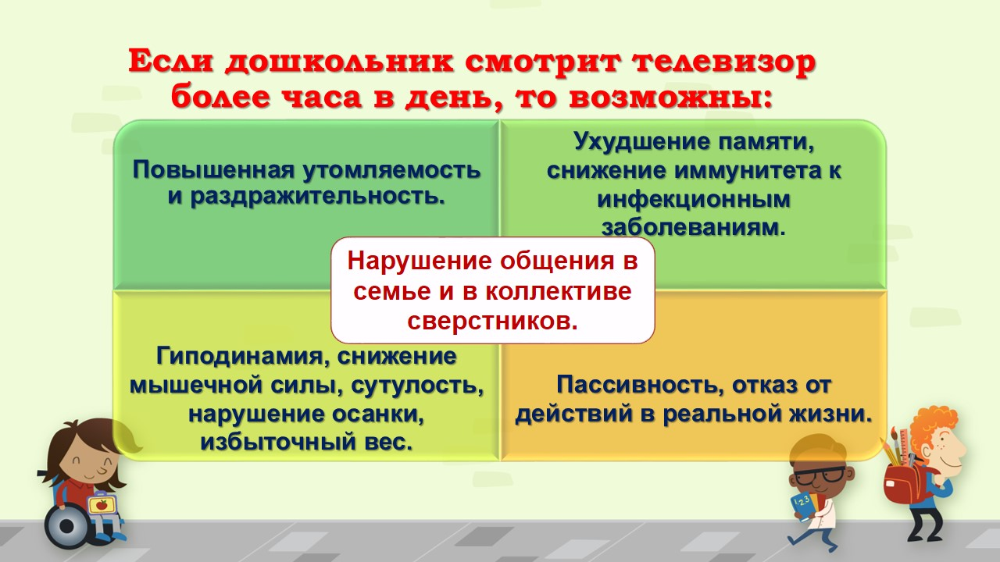 Если дошкольник смотрит телевизор
более часа в день, то возможны:
Повышенная утомляемость
и раздражительность.
Ухудшение памяти,
снижение иммунитета к
инфекционным
заболеваниям.
Нарушение общения в
семье и в коллективе
сверстников.
Гиподинамия, снижение
мышечной силы, сутулость,
нарушение осанки,
избыточный вес.
Пассивность, отказ от
действий в реальной жизни.
123